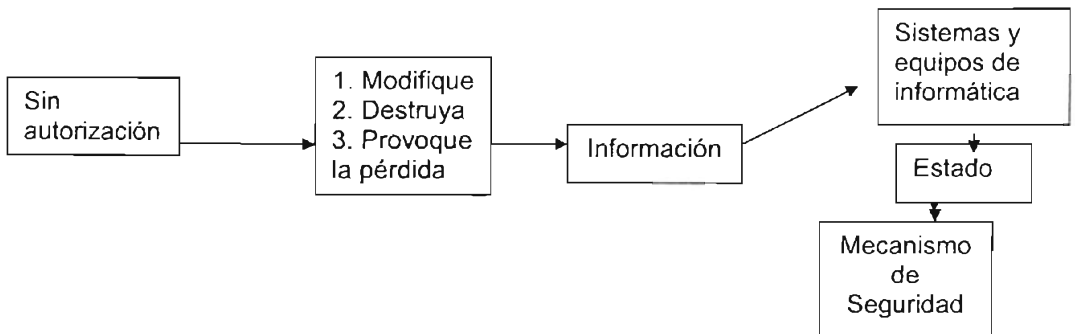 Sin
autorización
1. Modifique
2. Destruya
3. Provoque
la pérdida
Información
Sistemas y
equipos de
informática
Estado
Mecanismo
de
Seguridad